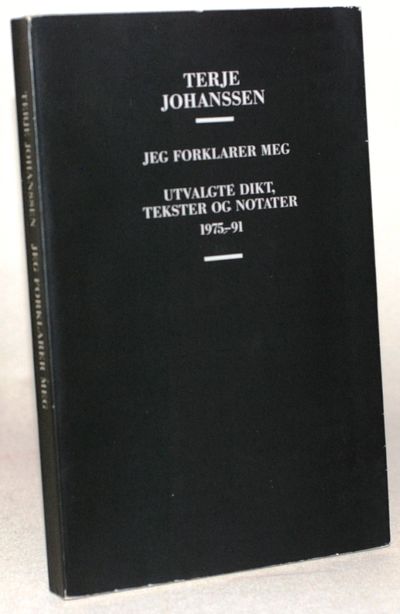 TERJE
JOHANSSEN
JEG FORKLARER MEG
UTVALGTE DIKT,
TEKSTER OG NOTATER
1975–91
TERJE JOHANSSEN JEG FORKLARER MEG